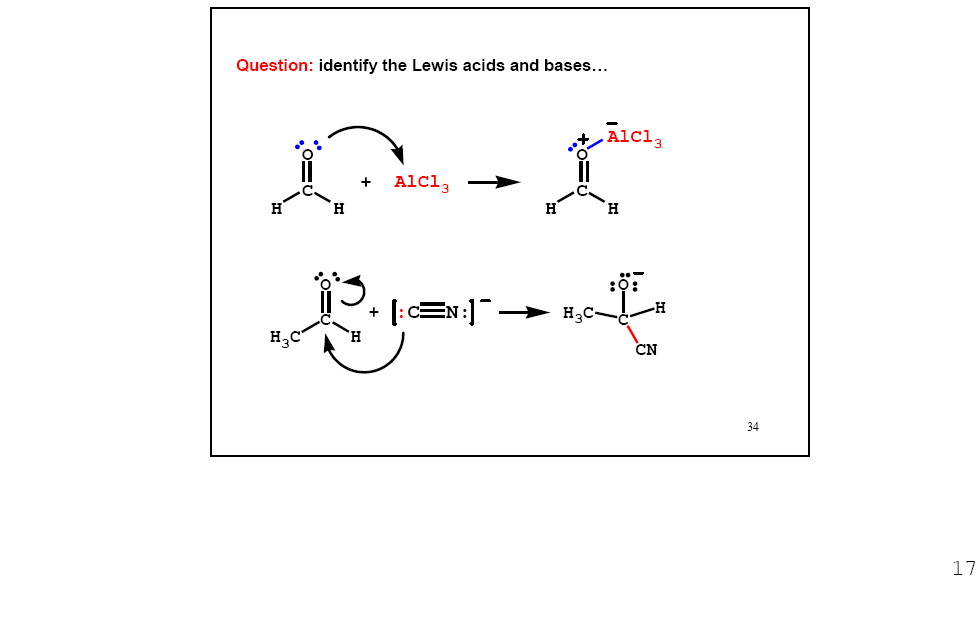 Question: identify the Lewis acids and bases…
O
C
H H
+ AlCl3
+
O
−
AlCl3
C
H H
O
C
H3C H
+ [:C≡N:]−
H3C O− C H
CN
34
17